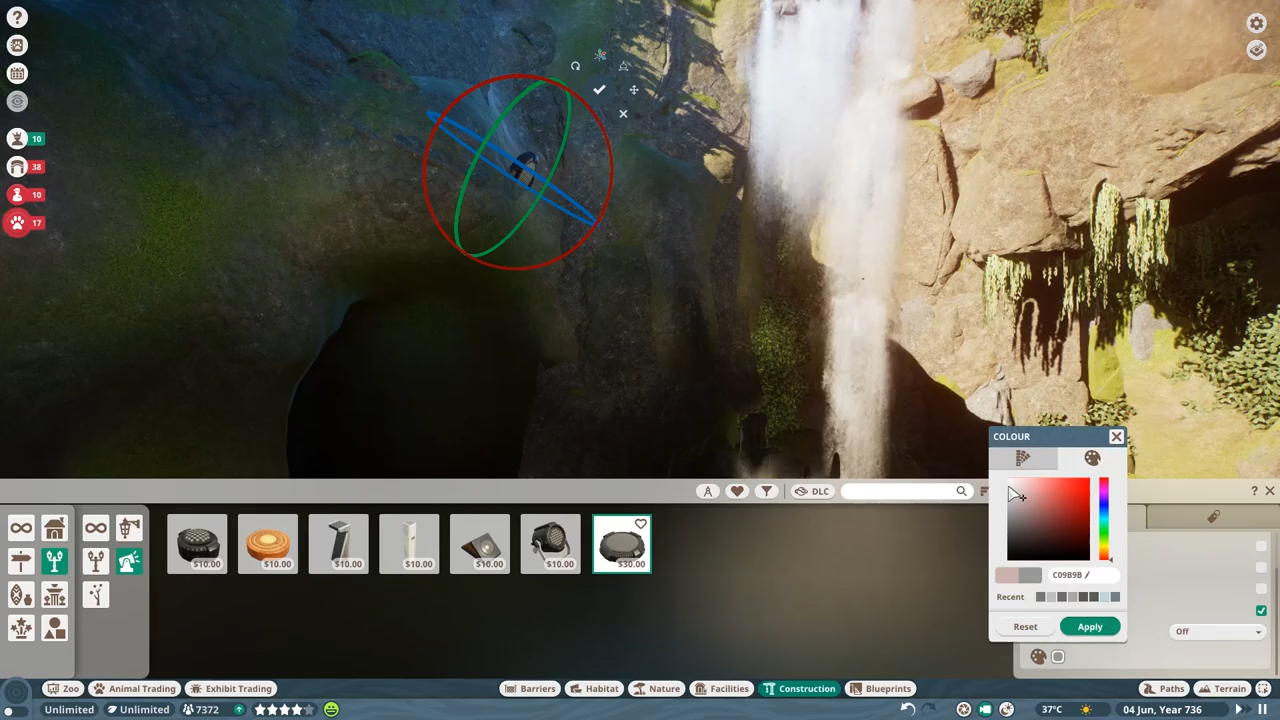 ?
10
38
10
17
COLOUR
DLC
?
$10.00
$10.00
$10.00
$10.00
$10.00
$10.00
$30.00
C09B9B /
Recent
Reset
Apply
Off
Zoo
Animal Trading
Exhibit Trading
Barriers
Habitat
Nature
Facilities
Construction
Blueprints
Paths
Terrain
Unlimited
Unlimited
7372
37°C
04 Jun, Year 736